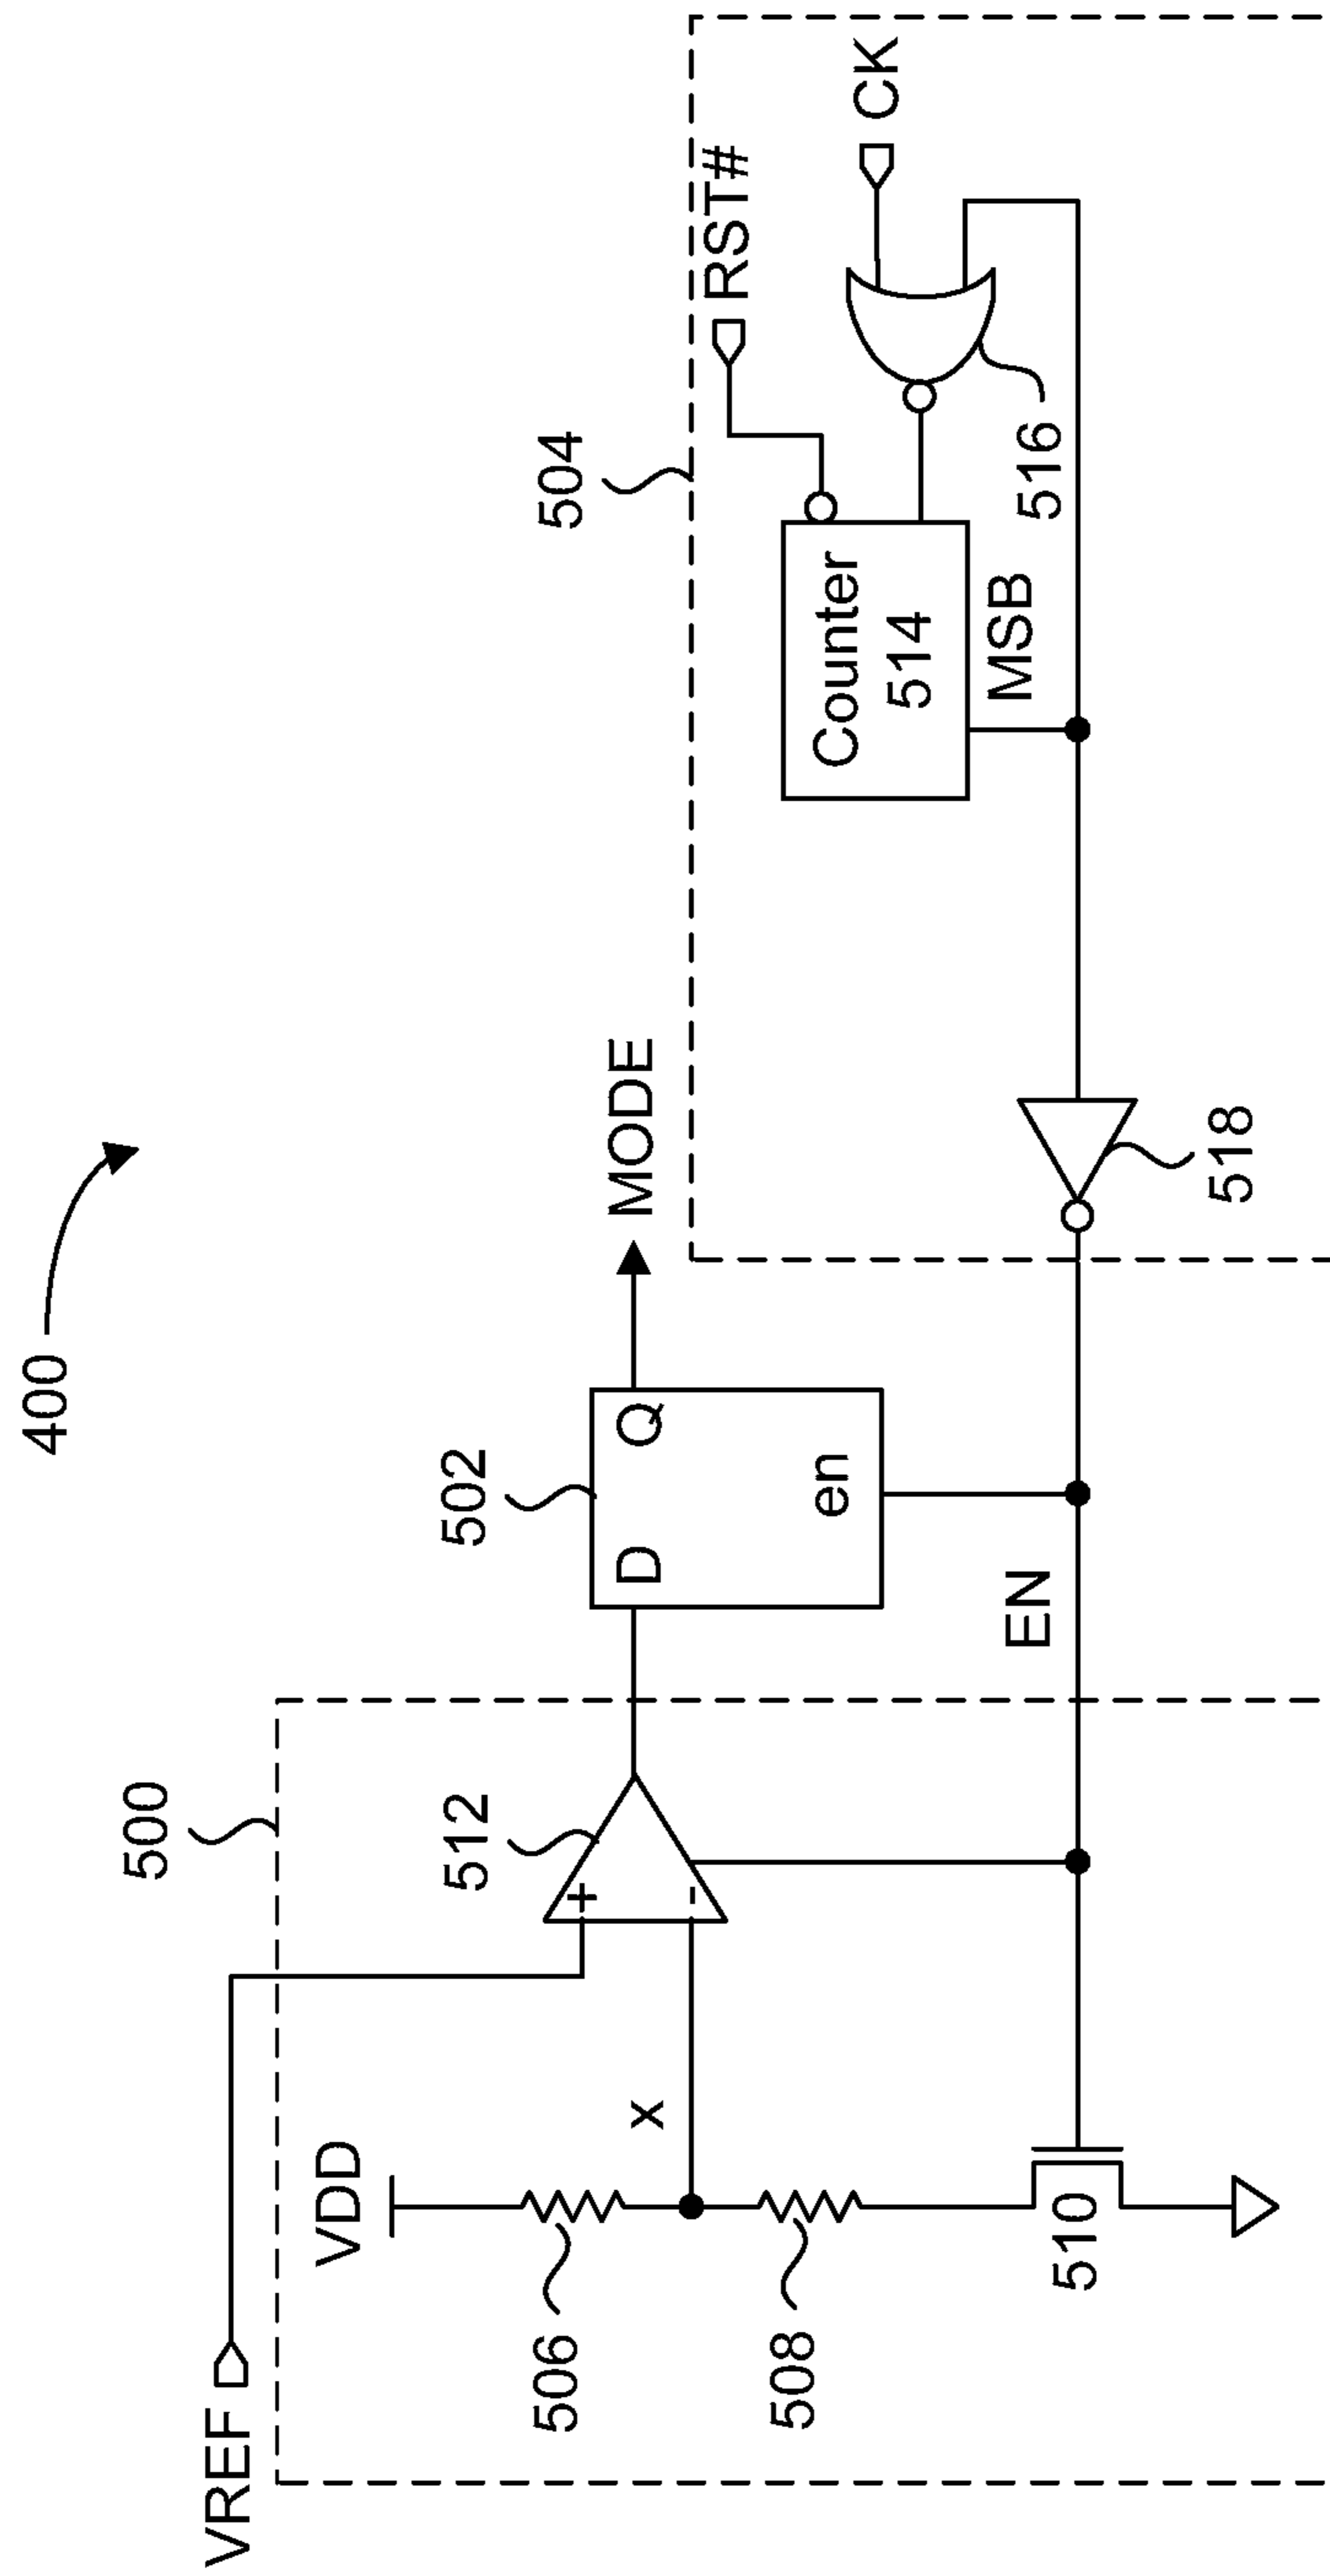 400
500
VREF
VDD
506
508
x
512
+
-
510
502
D
Q
en
EN
MODE
504
RST#
CK
Counter
514
MSB
516
518